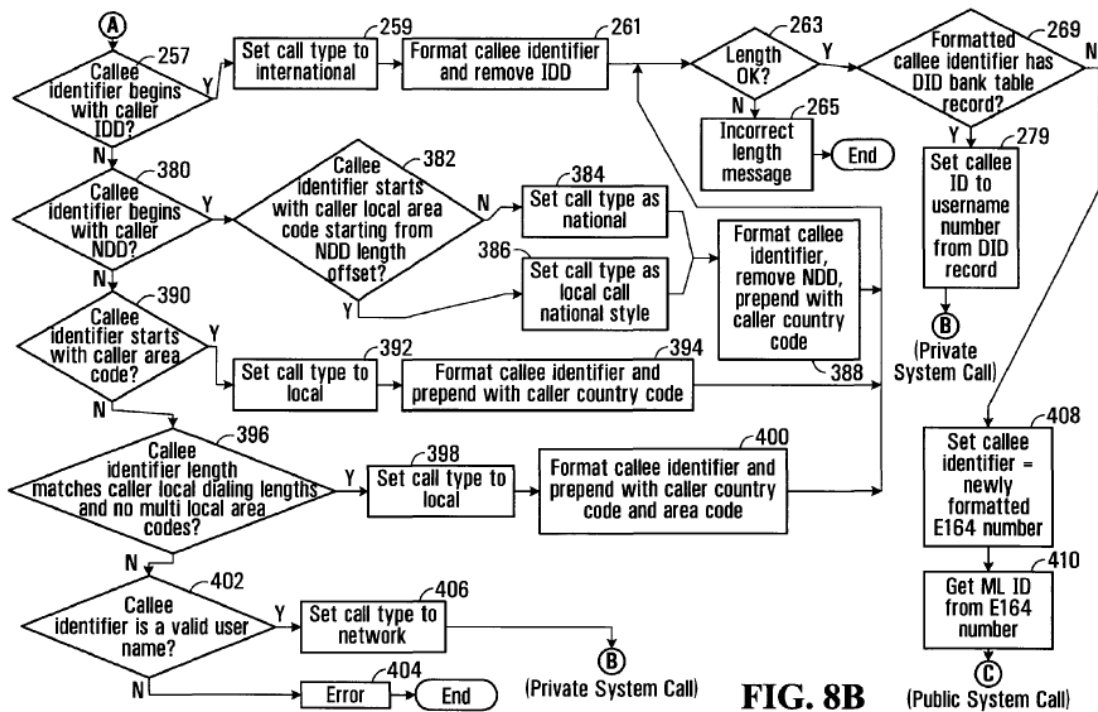 A
257
Callee
identifier begins
with caller
IDD?
Y
N
259
Set call type to
international
261
Format callee identifier
and remove IDD
263
Length
OK?
Y
N
265
Incorrect
length
message
End
269
Formatted
callee identifier has
DID bank table
record?
N
Y
279
Set callee
ID to
username
number
from DID
record
B
(Private
System Call)
380
Callee
identifier begins
with caller
NDD?
Y
N
382
Callee
identifier starts
with caller local area
code starting from
NDD length
offset?
N
Y
384
Set call type as
national
386
Set call type as
local call
national style
Format callee
identifier,
remove NDD,
prepend with
caller country
code
388
390
Callee
identifier starts
with caller area
code?
Y
N
392
Set call type to
local
394
Format callee identifier and
prepend with caller country code
396
Callee
identifier length
matches caller local dialing lengths
and no multi local area
codes?
Y
N
398
Set call type to
local
400
Format callee identifier and
prepend with caller country
code and area code
402
Callee
identifier is a valid user
name?
Y
N
406
Set call type to
network
B
(Private System Call)
404
Error
End
408
Set callee
identifier =
newly
formatted
E164 number
410
Get ML ID
from E164
number
C
(Public System Call)
FIG. 8B